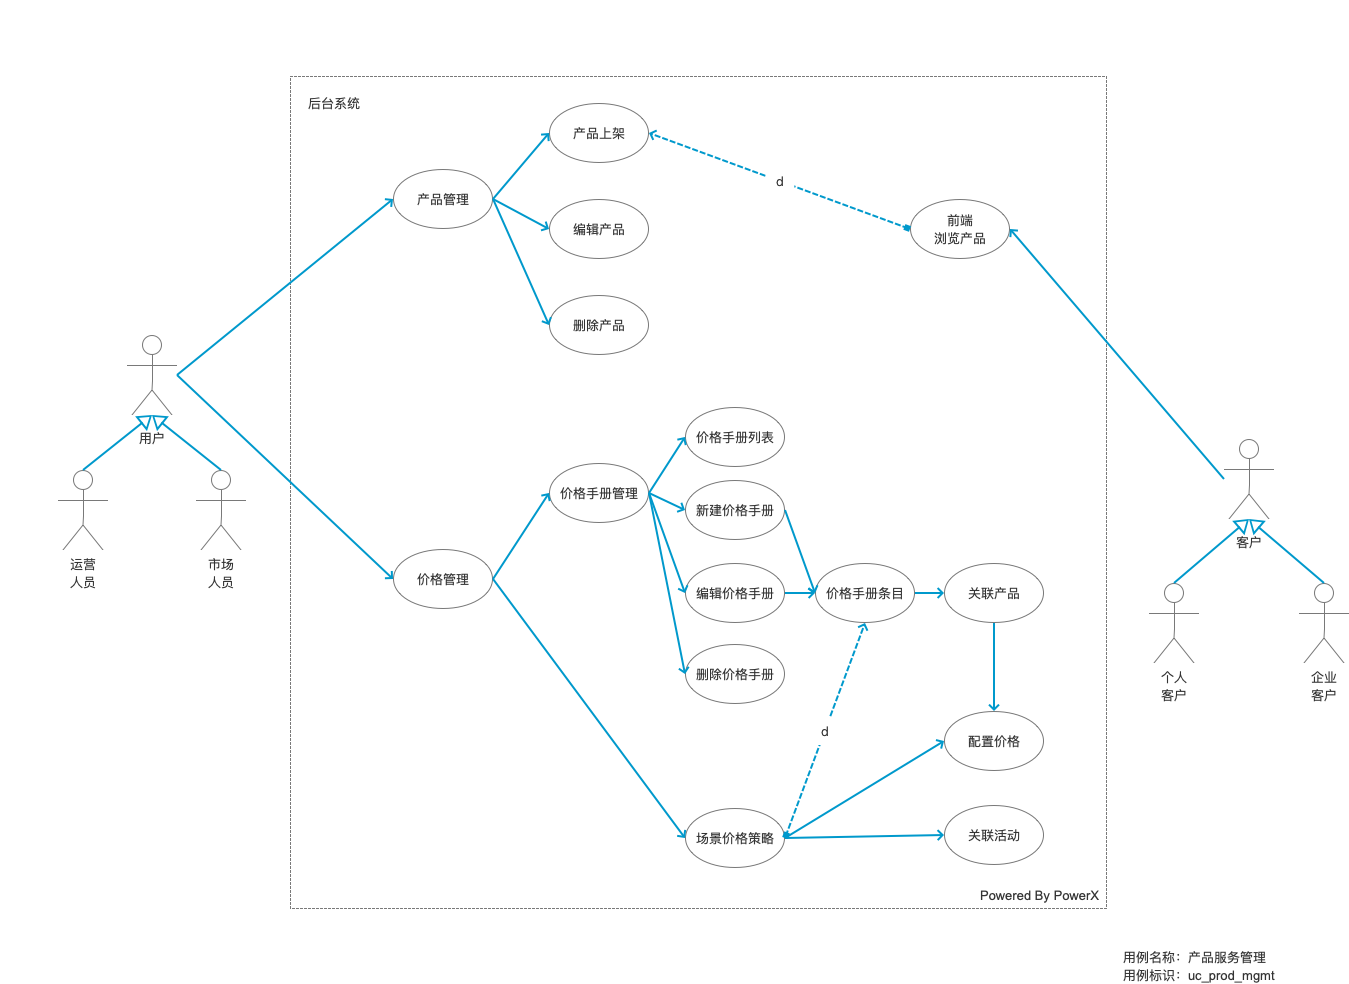 后台系统
产品上架
产品管理
编辑产品
删除产品
d
前端
浏览产品
用户
运营
人员
市场
人员
价格手册列表
价格手册管理
新建价格手册
价格管理
编辑价格手册
价格手册条目
关联产品
删除价格手册
d
配置价格
场景价格策略
关联活动
客户
个人
客户
企业
客户
Powered By PowerX
用例名称：产品服务管理
用例标识：uc_prod_mgmt